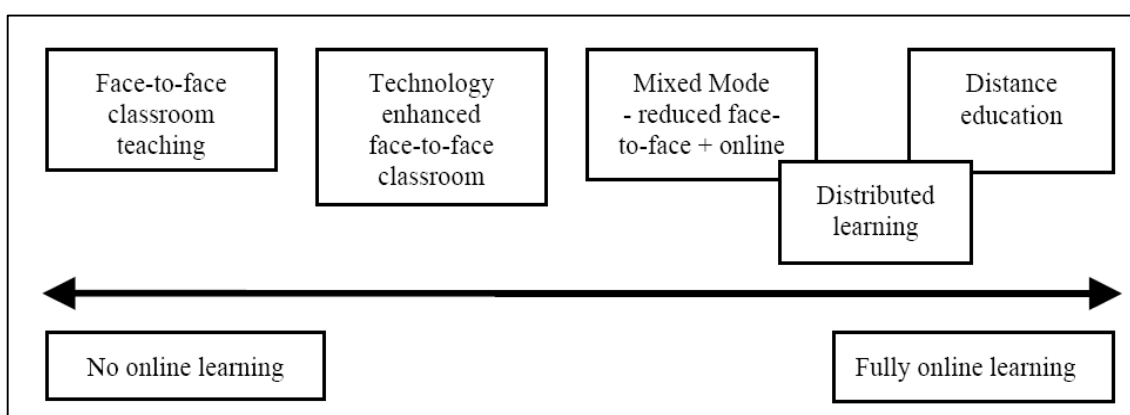 Face-to-face
classroom
teaching
Technology
enhanced
face-to-face
classroom
Mixed Mode
- reduced face-
to-face + online
Distributed
learning
Distance
education
No online learning
Fully online learning